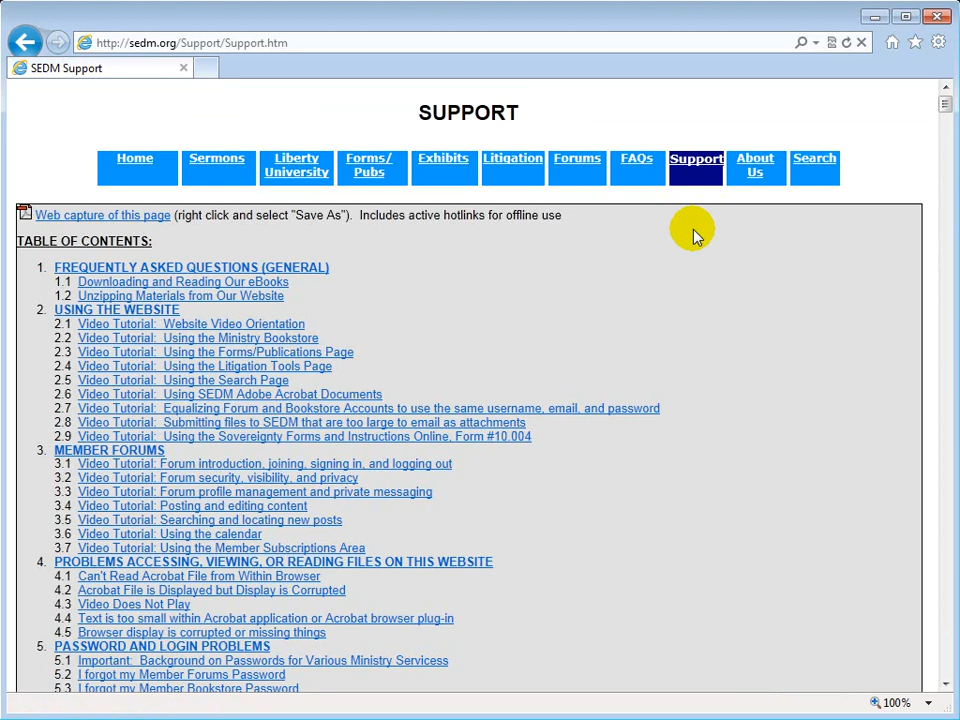 http://sedm.org/Support/Support.htm
SEDM Support
SUPPORT
Home Sermons Liberty University Forms/ Pubs Exhibits Litigation Forums FAQs Support About Us Search
Web capture of this page (right click and select "Save As"). Includes active hotlinks for offline use
TABLE OF CONTENTS:
1. FREQUENTLY ASKED QUESTIONS (GENERAL)
1.1 Downloading and Reading Our eBooks
1.2 Unzipping Materials from Our Website
2. USING THE WEBSITE
2.1 Video Tutorial: Website Video Orientation
2.2 Video Tutorial: Using the Ministry Bookstore
2.3 Video Tutorial: Using the Forms/Publications Page
2.4 Video Tutorial: Using the Litigation Tools Page
2.5 Video Tutorial: Using the Search Page
2.6 Video Tutorial: Using SEDM Adobe Acrobat Documents
2.7 Video Tutorial: Equalizing Forum and Bookstore Accounts to use the same username, email, and password
2.8 Video Tutorial: Submitting files to SEDM that are too large to email as attachments
2.9 Video Tutorial: Using the Sovereignty Forms and Instructions Online, Form #10.004
3. MEMBER FORUMS
3.1 Video Tutorial: Forum introduction, joining, signing in, and logging out
3.2 Video Tutorial: Forum security, visibility, and privacy
3.3 Video Tutorial: Forum profile management and private messaging
3.4 Video Tutorial: Posting and editing content
3.5 Video Tutorial: Searching and locating new posts
3.6 Video Tutorial: Using the calendar
3.7 Video Tutorial: Using the Member Subscriptions Area
4. PROBLEMS ACCESSING, VIEWING, OR READING FILES ON THIS WEBSITE
4.1 Can't Read Acrobat File from Within Browser
4.2 Acrobat File is Displayed but Display is Corrupted
4.3 Video Does Not Play
4.4 Text is too small within Acrobat application or Acrobat browser plug-in
4.5 Browser display is corrupted or missing things
5. PASSWORD AND LOGIN PROBLEMS
5.1 Important: Background on Passwords for Various Ministry Servicess
5.2 I forgot my Member Forums Password
5.3 I forgot my Member Bookstore Password
100%